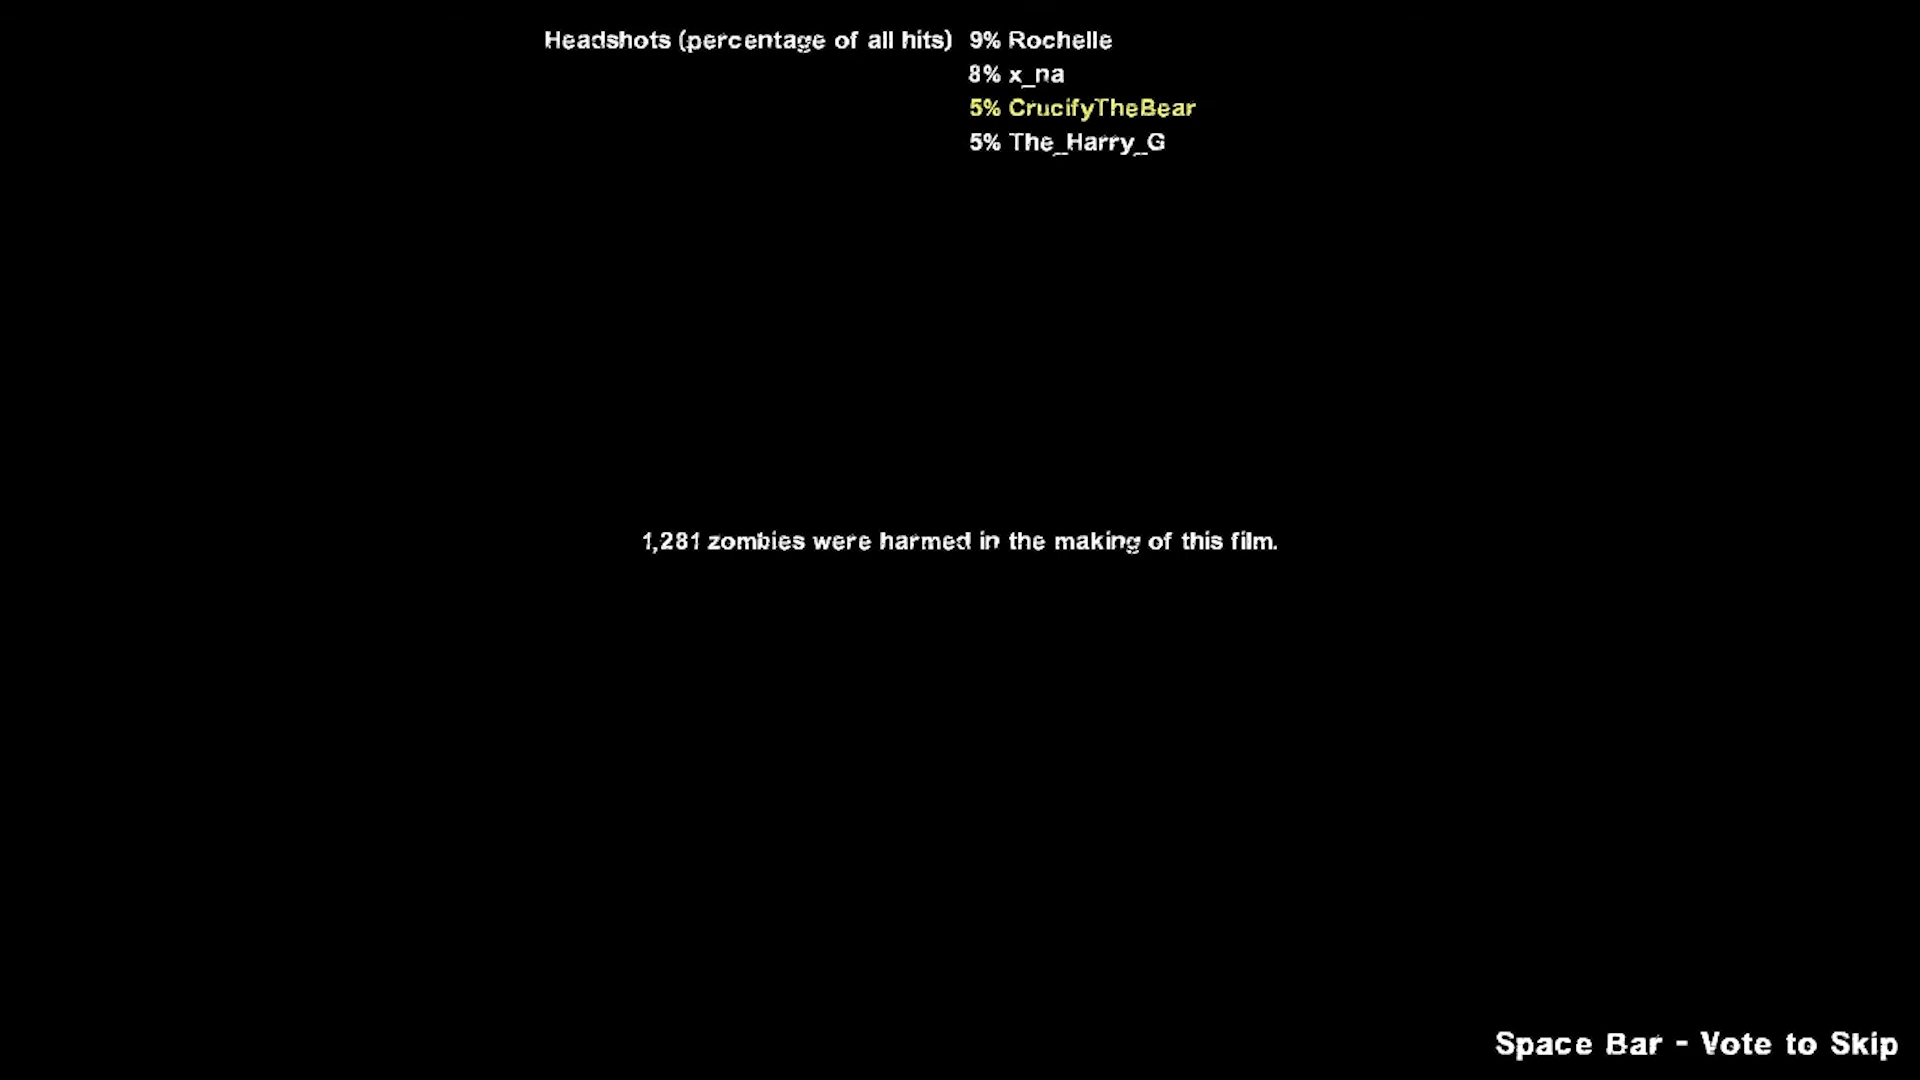 Headshots (percentage of all hits) 9% Rochelle
8% x_na
5% CrucifyTheBear
5% The_Harry_G
1,281 zombies were harmed in the making of this film.
Space Bar - Vote to Skip